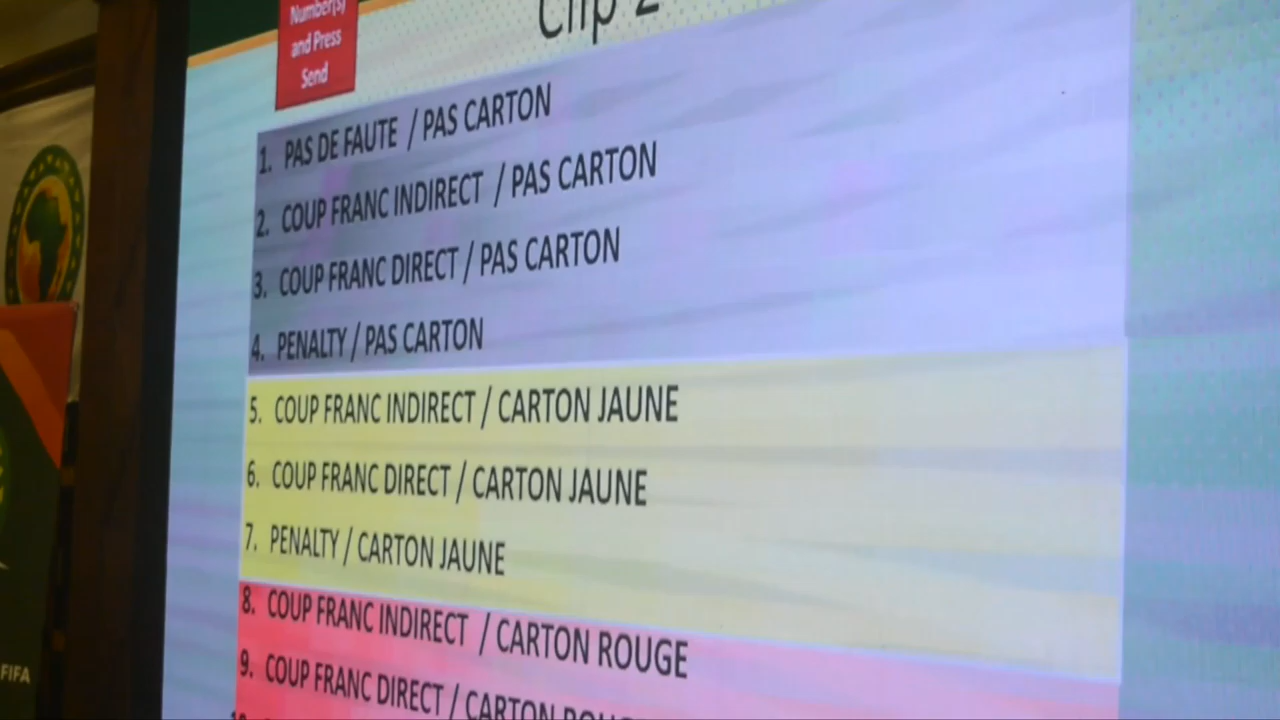 Number(s)
and Press
Send
Clip 2
1. PAS DE FAUTE / PAS CARTON
2. COUP FRANC INDIRECT / PAS CARTON
3. COUP FRANC DIRECT / PAS CARTON
4. PENALTY / PAS CARTON
5. COUP FRANC INDIRECT / CARTON JAUNE
6. COUP FRANC DIRECT / CARTON JAUNE
7. PENALTY / CARTON JAUNE
8. COUP FRANC INDIRECT / CARTON ROUGE
9. COUP FRANC DIRECT / CARTON ROUGE
FIFA